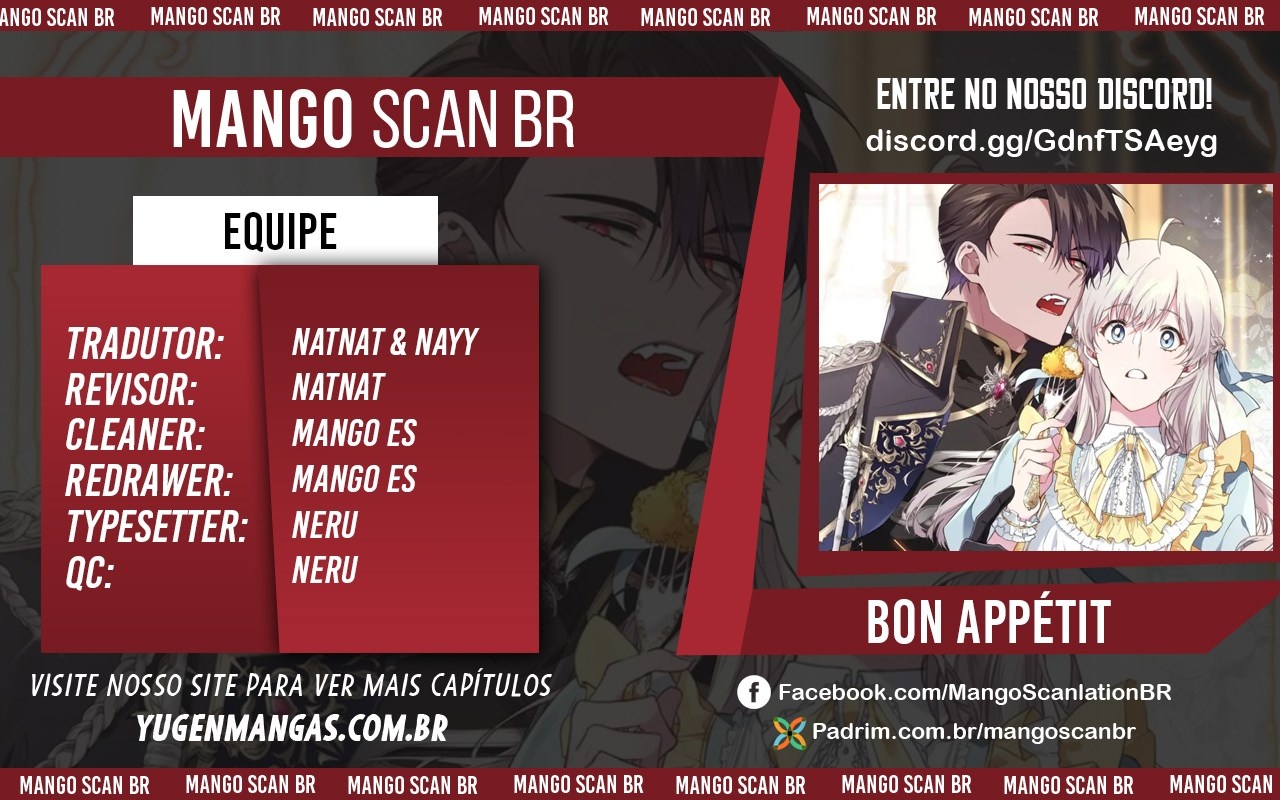 MANGO SCAN BR MANGO SCAN BR MANGO SCAN BR MANGO SCAN BR MANGO SCAN BR MANGO SCAN BR MANGO SCAN BR MANGO SCAN BR
MANGO SCAN BR
EQUIPE
TRADUTOR: NATNAT & NAYY
REVISOR: NATNAT
CLEANER: MANGO ES
REDRAWER: MANGO ES
TYPESETTER: NERU
QC: NERU
VISITE NOSSO SITE PARA VER MAIS CAPÍTULOS
YUGENMANGAS.COM.BR
ENTRE NO NOSSO DISCORD!
discord.gg/GdnfTSAeyg
BON APPÉTIT
Facebook.com/MangoScanlationBR
Padrim.com.br/mangoscanbr
MANGO SCAN BR MANGO SCAN BR MANGO SCAN BR MANGO SCAN BR MANGO SCAN BR MANGO SCAN BR MANGO SCAN BR MANGO SCAN